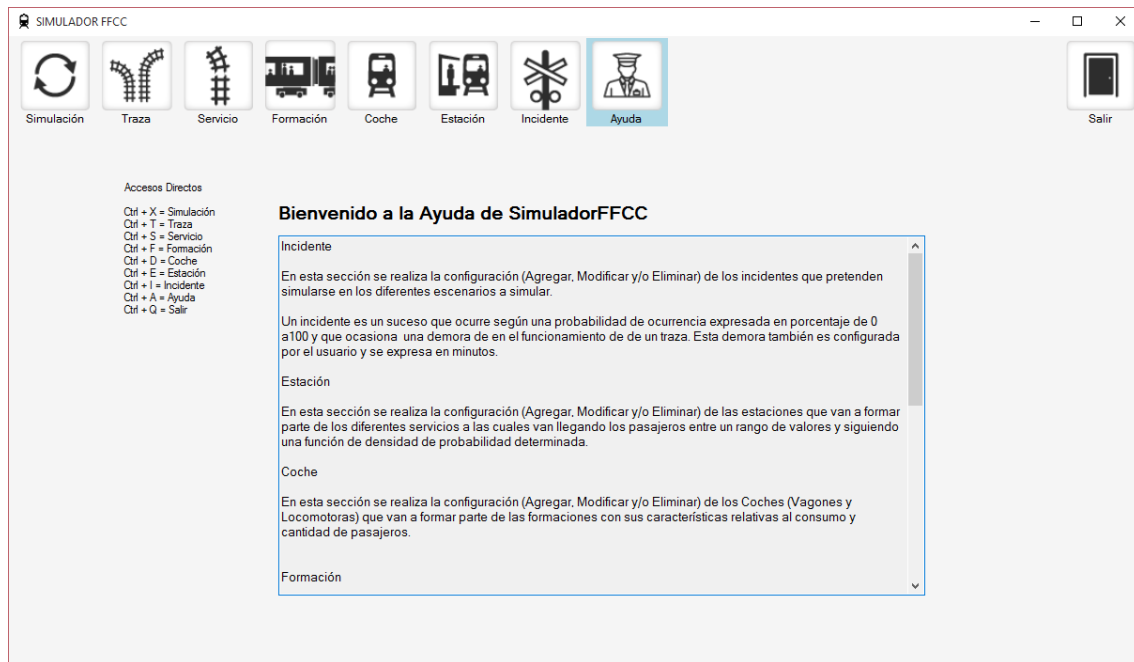 SIMULADOR FFCC
Simulación
Traza
Servicio
Formación
Coche
Estación
Incidente
Ayuda
Salir
Accesos Directos
Ctrl + X = Simulación
Ctrl + T = Traza
Ctrl + S = Servicio
Ctrl + F = Formación
Ctrl + D = Coche
Ctrl + E = Estación
Ctrl + I = Incidente
Ctrl + A = Ayuda
Ctrl + Q = Salir
Bienvenido a la Ayuda de SimuladorFFCC
Incidente
En esta sección se realiza la configuración (Agregar, Modificar y/o Eliminar) de los incidentes que pretenden
simularse en los diferentes escenarios a simular.
Un incidente es un suceso que ocurre según una probabilidad de ocurrencia expresada en porcentaje de 0
a100 y que ocasiona  una demora de en el funcionamiento de de un traza. Esta demora también es configurada
por el usuario y se expresa en minutos.
Estación
En esta sección se realiza la configuración (Agregar, Modificar y/o Eliminar) de las estaciones que van a formar
parte de los diferentes servicios a las cuales van llegando los pasajeros entre un rango de valores y siguiendo
una función de densidad de probabilidad determinada.
Coche
En esta sección se realiza la configuración (Agregar, Modificar y/o Eliminar) de los Coches (Vagones y
Locomotoras) que van a formar parte de las formaciones con sus características relativas al consumo y
cantidad de pasajeros.
Formación